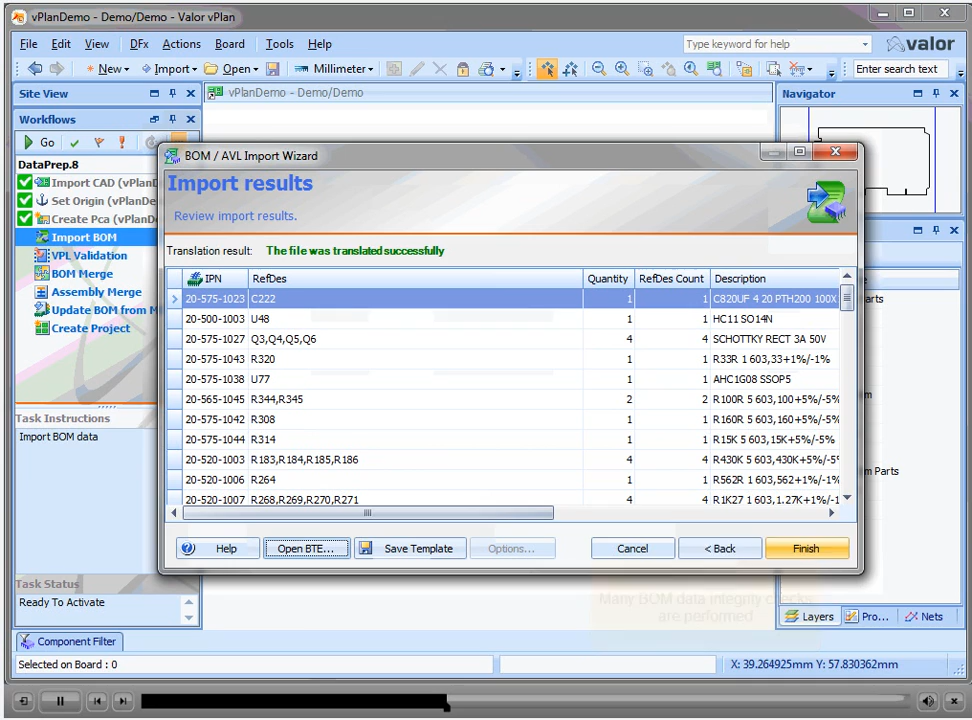 vPlanDemo - Demo/Demo - Valor vPlan
File Edit View DFx Actions Board Tools Help
Type keyword for help
valor
New Import Open Millimeter
Enter search text
Site View
vPlanDemo - Demo/Demo
Navigator
Workflows
Go
DataPrep.8
Import CAD (vPlanD
Set Origin (vPlanDem
Create Pca (vPlanD
Import BOM
VPL Validation
BOM Merge
Assembly Merge
Update BOM from M
Create Project
Task Instructions
Import BOM data
Task Status
Ready To Activate
BOM / AVL Import Wizard
Import results
Review import results.
Translation result: The file was translated successfully
IPN RefDes Quantity RefDes Count Description
20-575-1023 C222 1 1 C820UF 4 20 PTH200 100X
20-500-1003 U48 1 1 HC11 SO14N
20-575-1027 Q3,Q4,Q5,Q6 4 4 SCHOTTKY RECT 3A 50V
20-575-1043 R320 1 1 R33R 1 603,33+1%/-1%
20-575-1038 U77 1 1 AHC1G08 SSOP5
20-565-1045 R344,R345 2 2 R100R 5 603,100+5%/-5%
20-575-1042 R308 1 1 R160R 5 603,160+5%/-5%
20-575-1044 R314 1 1 R15K 5 603,15K+5%/-5%
20-520-1003 R183,R184,R185,R186 4 4 R430K 5 603,430K+5%/-5%
20-520-1006 R264 1 1 R562R 1 603,562+1%/-1%
20-520-1007 R268,R269,R270,R271 4 4 R1K27 1 603,1.27K+1%/-1
Help Open BTE... Save Template Options... Cancel < Back Finish
Many BOM data integrity checks
are performed
arts
m
m Parts
Layers Pro... Nets
Component Filter
Selected on Board : 0
X: 39.264925mm Y: 57.830362mm